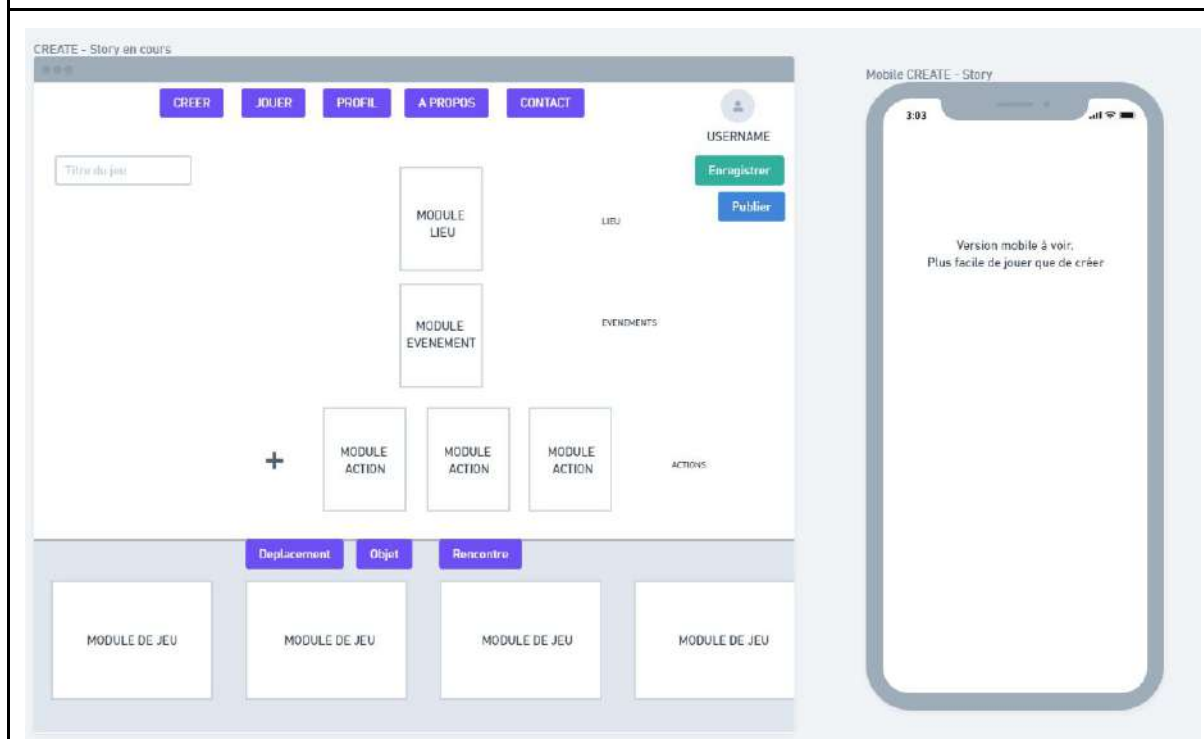 CREATE - Story en cours
CREER JOUER PROFIL A PROPOS CONTACT
USERNAME
Titre du jeu
Enregistrer
Publier
MODULE
LIEU
LIEU
MODULE
EVENEMENT
EVENEMENTS
MODULE
ACTION
MODULE
ACTION
MODULE
ACTION
ACTIONS
+
Deplacement Objet Rencontre
MODULE DE JEU MODULE DE JEU MODULE DE JEU MODULE DE JEU
Mobile CREATE - Story
3:03
Version mobile à voir.
Plus facile de jouer que de créer